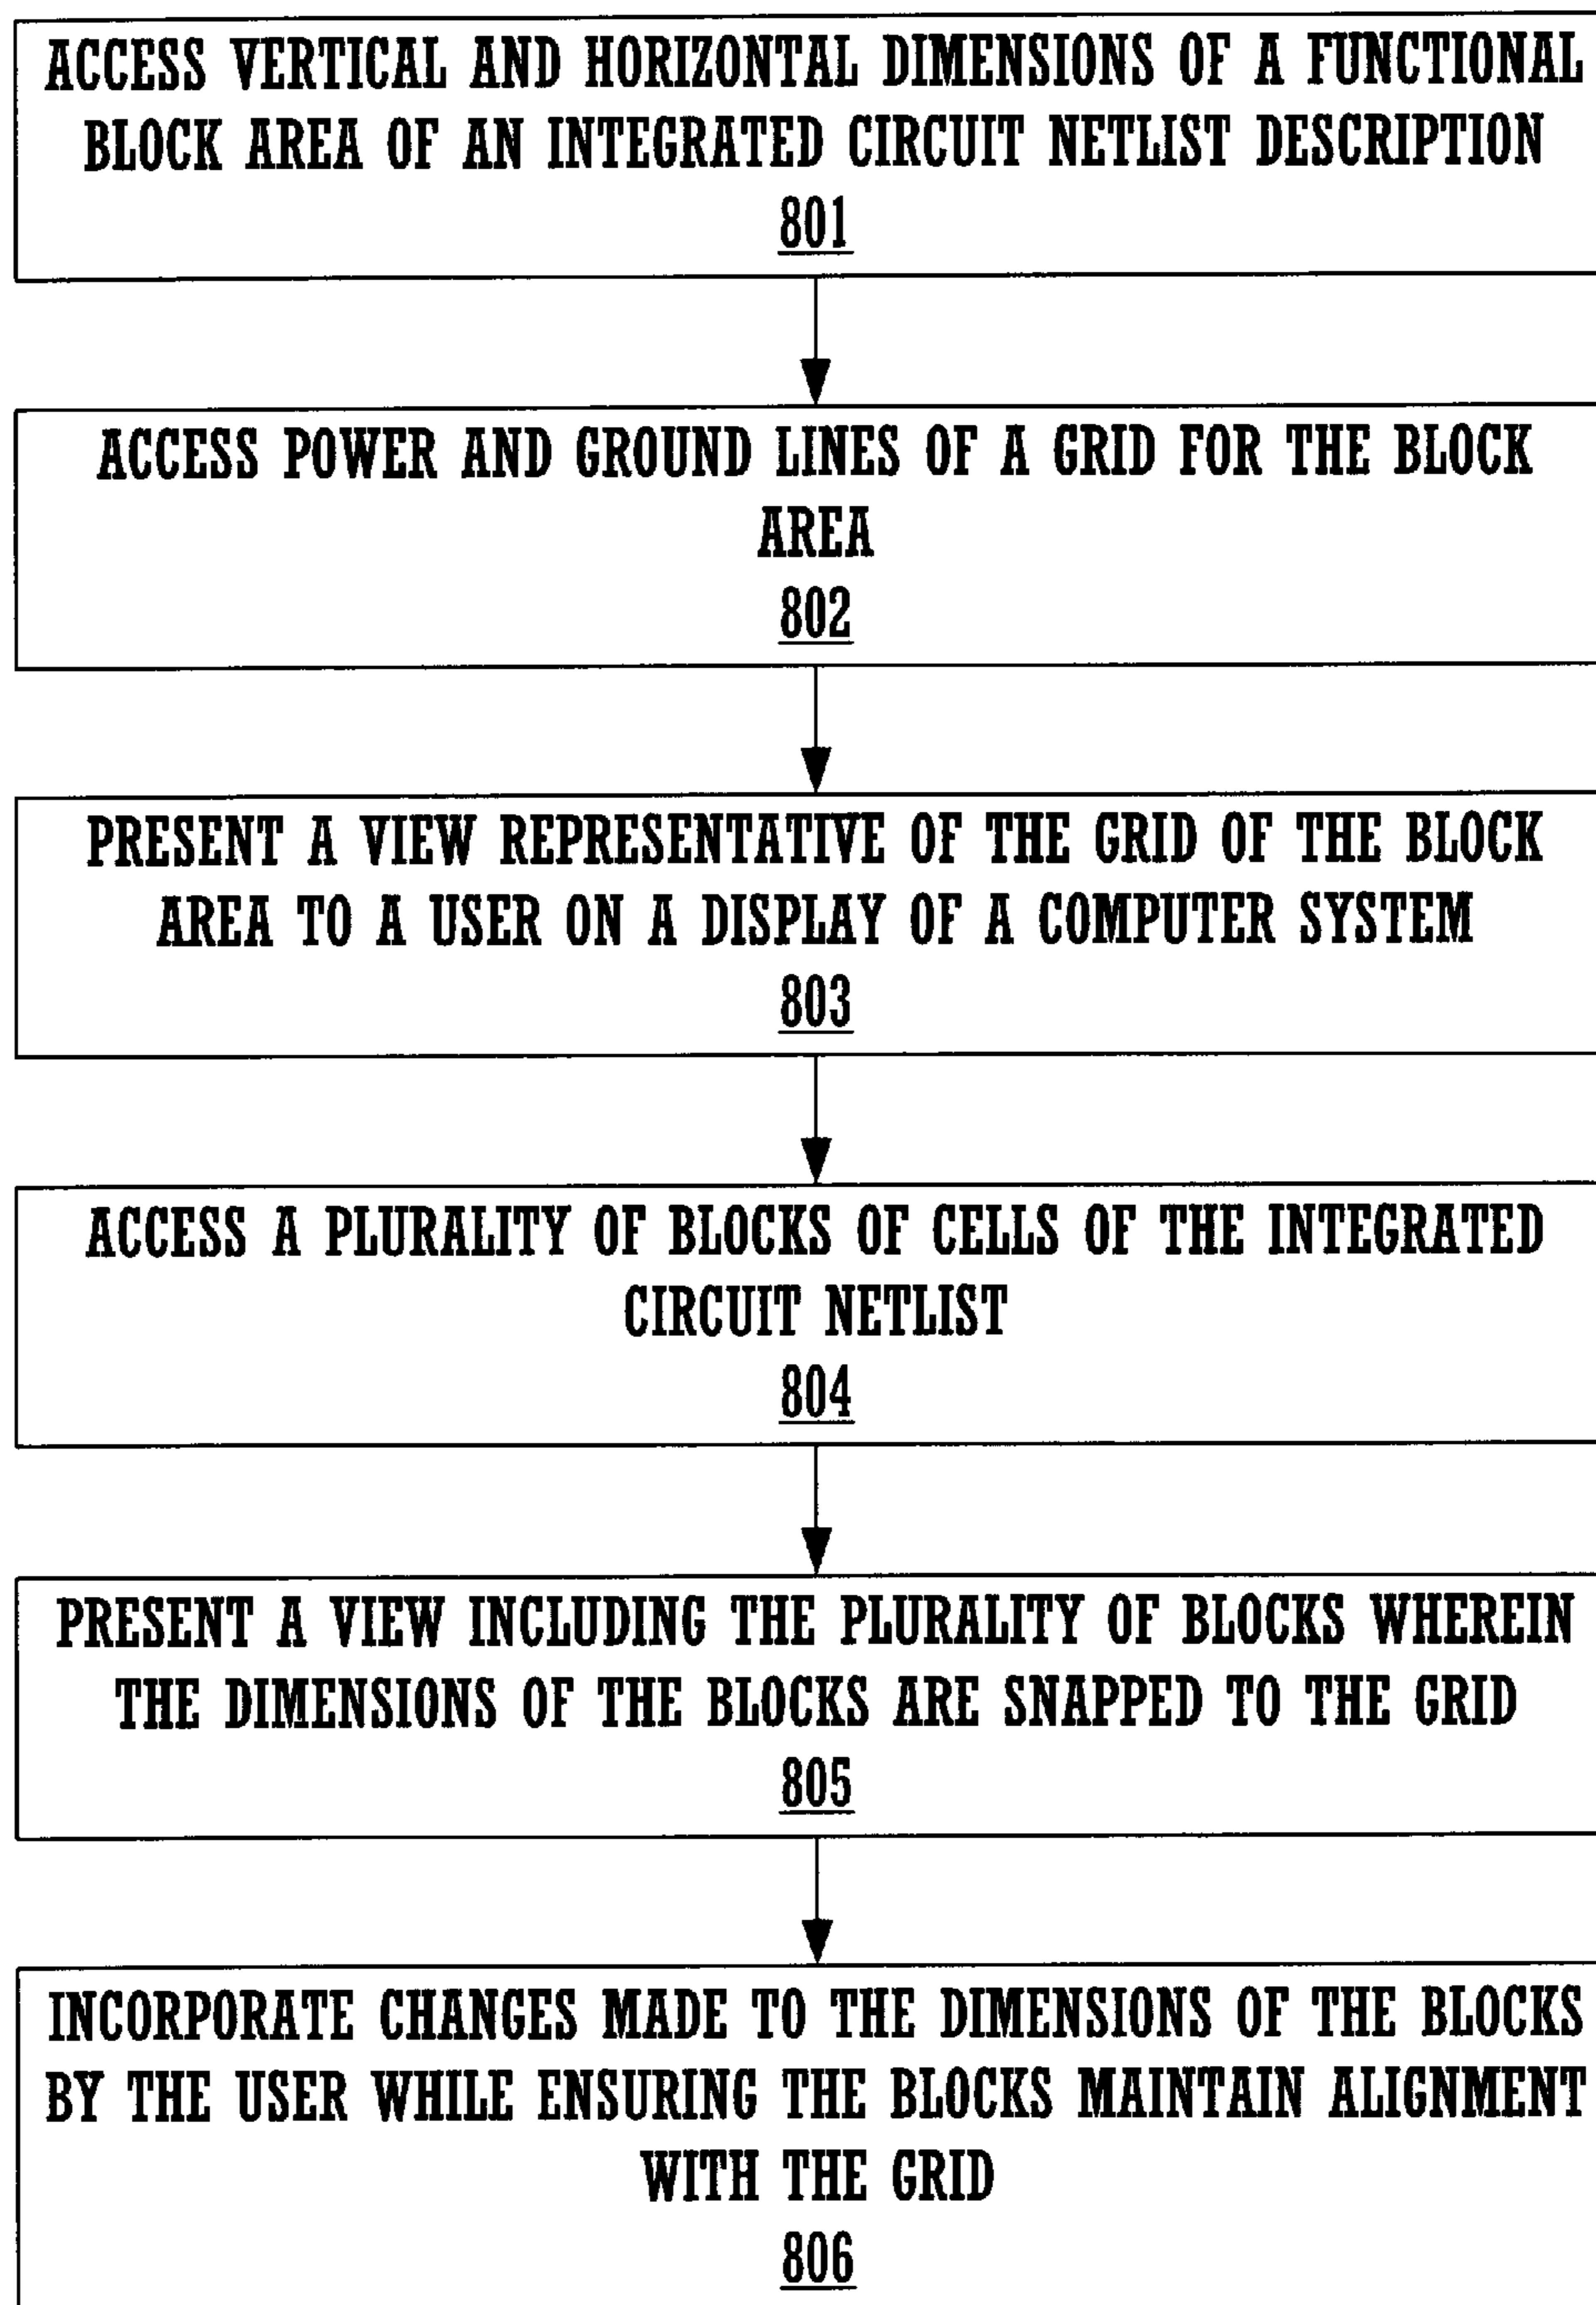 ACCESS VERTICAL AND HORIZONTAL DIMENSIONS OF A FUNCTIONAL
BLOCK AREA OF AN INTEGRATED CIRCUIT NETLIST DESCRIPTION
801
ACCESS POWER AND GROUND LINES OF A GRID FOR THE BLOCK
AREA
802
PRESENT A VIEW REPRESENTATIVE OF THE GRID OF THE BLOCK
AREA TO A USER ON A DISPLAY OF A COMPUTER SYSTEM
803
ACCESS A PLURALITY OF BLOCKS OF CELLS OF THE INTEGRATED
CIRCUIT NETLIST
804
PRESENT A VIEW INCLUDING THE PLURALITY OF BLOCKS WHEREIN
THE DIMENSIONS OF THE BLOCKS ARE SNAPPED TO THE GRID
805
INCORPORATE CHANGES MADE TO THE DIMENSIONS OF THE BLOCKS
BY THE USER WHILE ENSURING THE BLOCKS MAINTAIN ALIGNMENT
WITH THE GRID
806